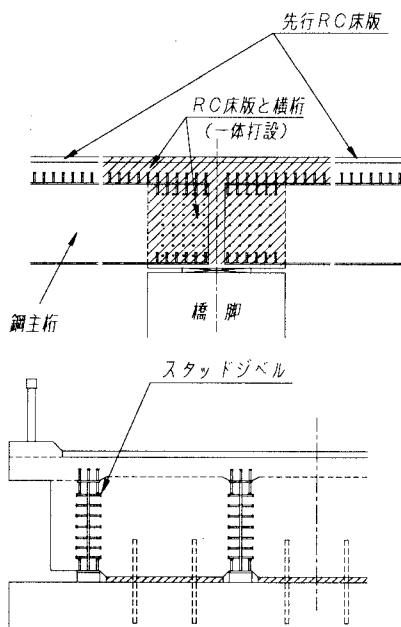 先行RC床版
RC床版と横桁
(一体打設)
鋼主桁
橋脚
スタッドジベル